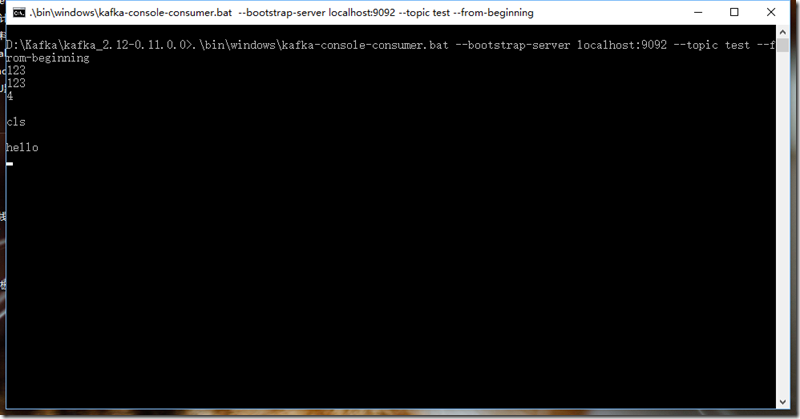 .\bin\windows\kafka-console-consumer.bat --bootstrap-server localhost:9092 --topic test --from-beginning
D:\Kafka\kafka_2.12-0.11.0.0>.\bin\windows\kafka-console-consumer.bat --bootstrap-server localhost:9092 --topic test --f
rom-beginning
123
123
4
cls
hello